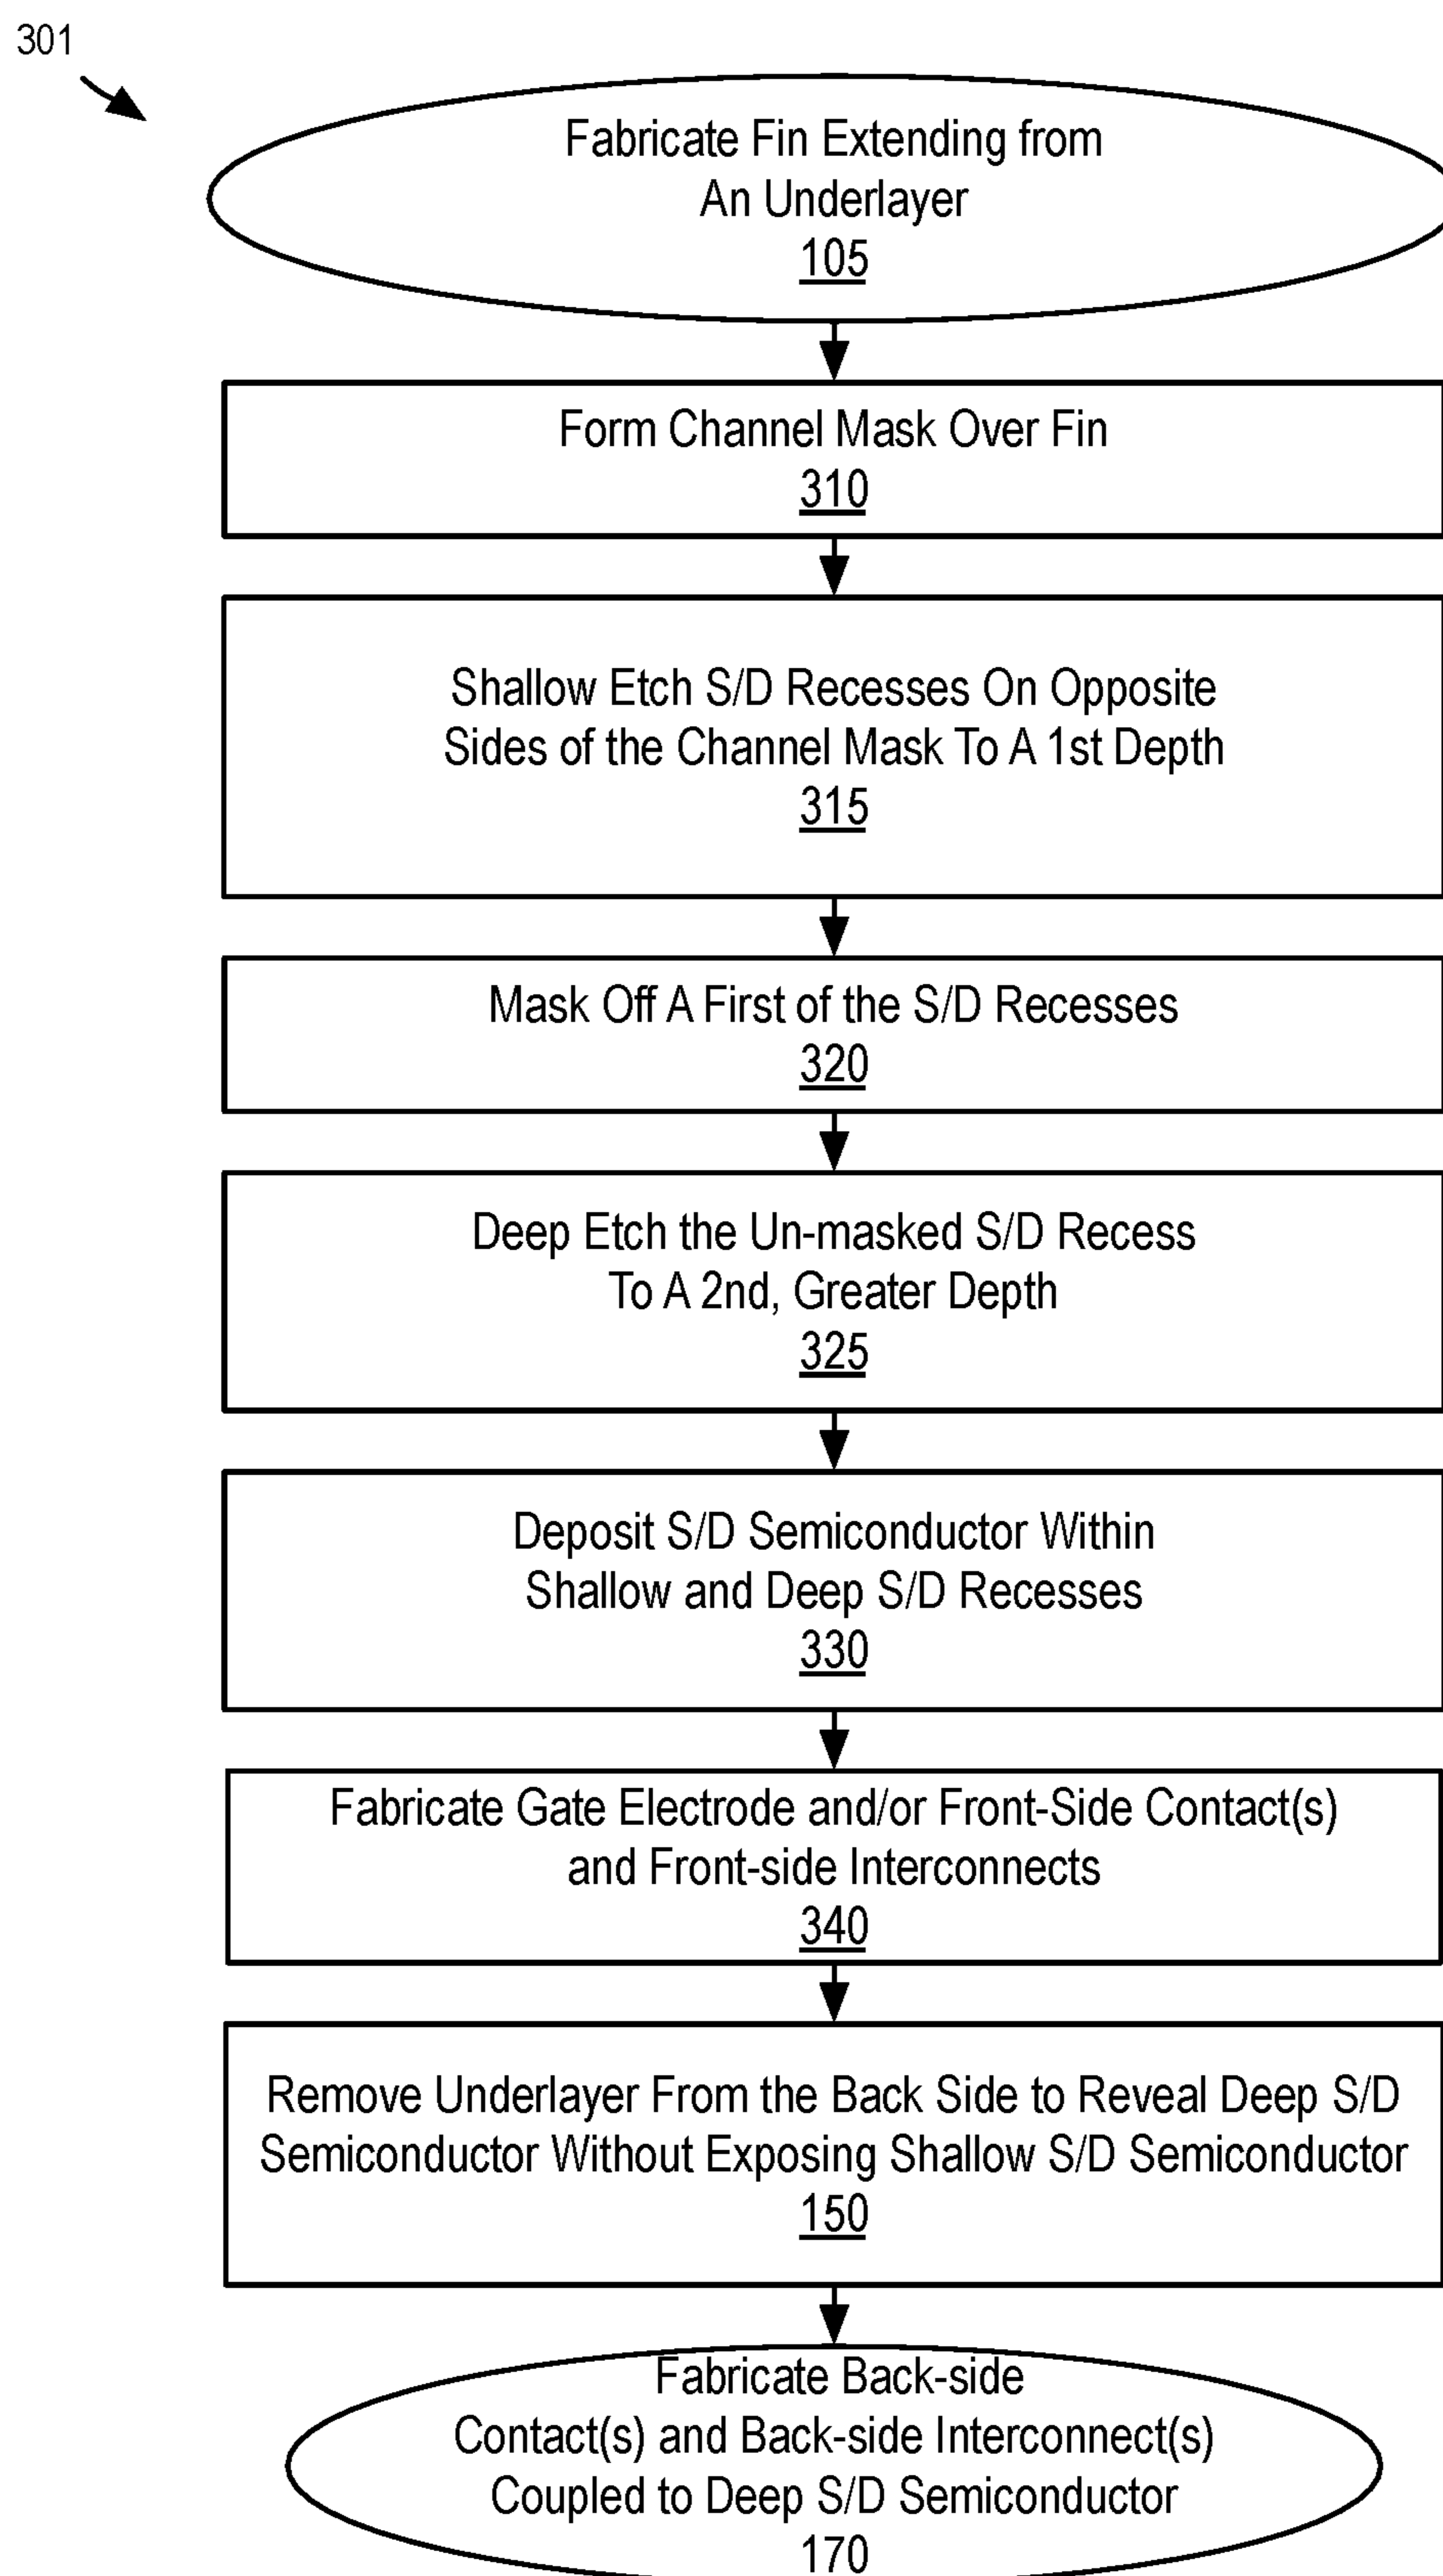 301
Fabricate Fin Extending from
An Underlayer
105
Form Channel Mask Over Fin
310
Shallow Etch S/D Recesses On Opposite
Sides of the Channel Mask To A 1st Depth
315
Mask Off A First of the S/D Recesses
320
Deep Etch the Un-masked S/D Recess
To A 2nd, Greater Depth
325
Deposit S/D Semiconductor Within
Shallow and Deep S/D Recesses
330
Fabricate Gate Electrode and/or Front-Side Contact(s)
and Front-side Interconnects
340
Remove Underlayer From the Back Side to Reveal Deep S/D
Semiconductor Without Exposing Shallow S/D Semiconductor
150
Fabricate Back-side
Contact(s) and Back-side Interconnect(s)
Coupled to Deep S/D Semiconductor
170